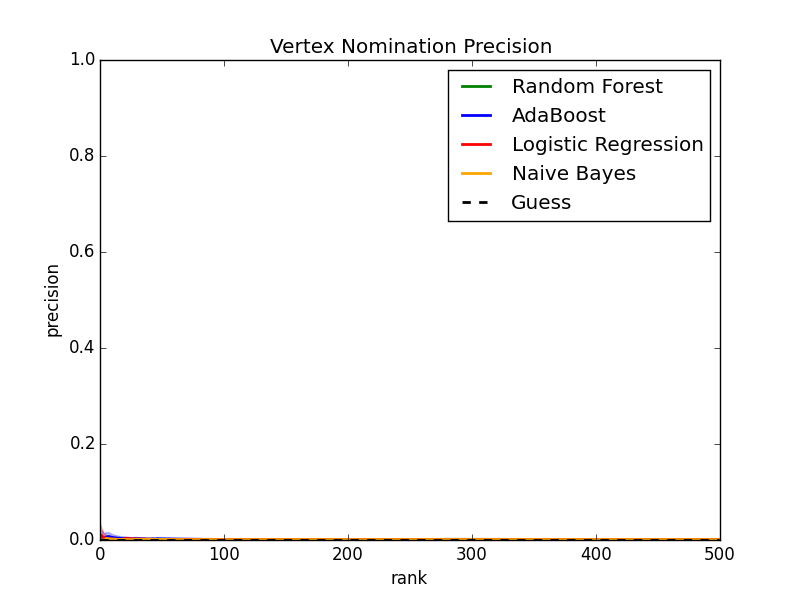 Vertex Nomination Precision
1.0
0.8
0.6
0.4
0.2
0.0
precision
Random Forest
AdaBoost
Logistic Regression
Naive Bayes
Guess
0 100 200 300 400 500
rank